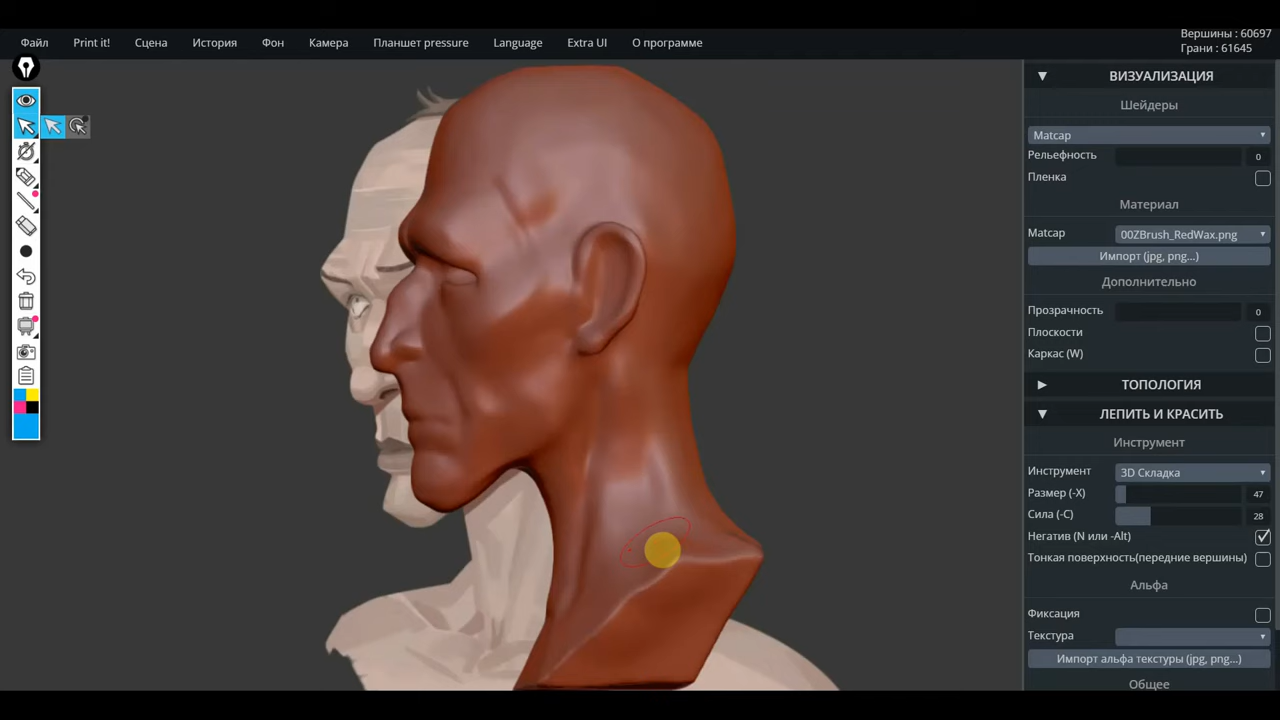 Файл Print it! Сцена История Фон Камера Планшет pressure Language Extra UI О программе
Вершины : 60697
Грани : 61645
ВИЗУАЛИЗАЦИЯ
Шейдеры
Matcap
Рельефность 0
Пленка
Материал
Matcap 00ZBrush_RedWax.png
Импорт (jpg, png...)
Дополнительно
Прозрачность 0
Плоскости
Каркас (W)
ТОПОЛОГИЯ
ЛЕПИТЬ И КРАСИТЬ
Инструмент
Инструмент 3D Складка
Размер (-X) 47
Сила (-C) 28
Негатив (N или -Alt)
Тонкая поверхность(передние вершины)
Альфа
Фиксация
Текстура
Импорт альфа текстуры (jpg, png...)
Общее